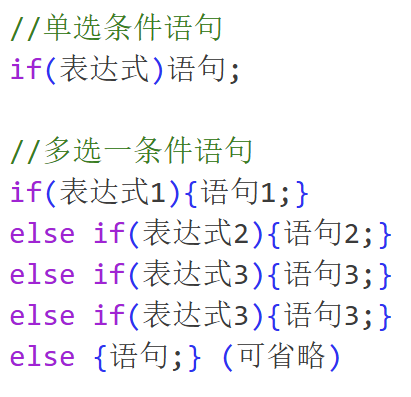 //单选条件语句
if(表达式)语句;
//多选一条件语句
if(表达式1){语句1;}
else if(表达式2){语句2;}
else if(表达式3){语句3;}
else if(表达式3){语句3;}
else {语句;} (可省略)